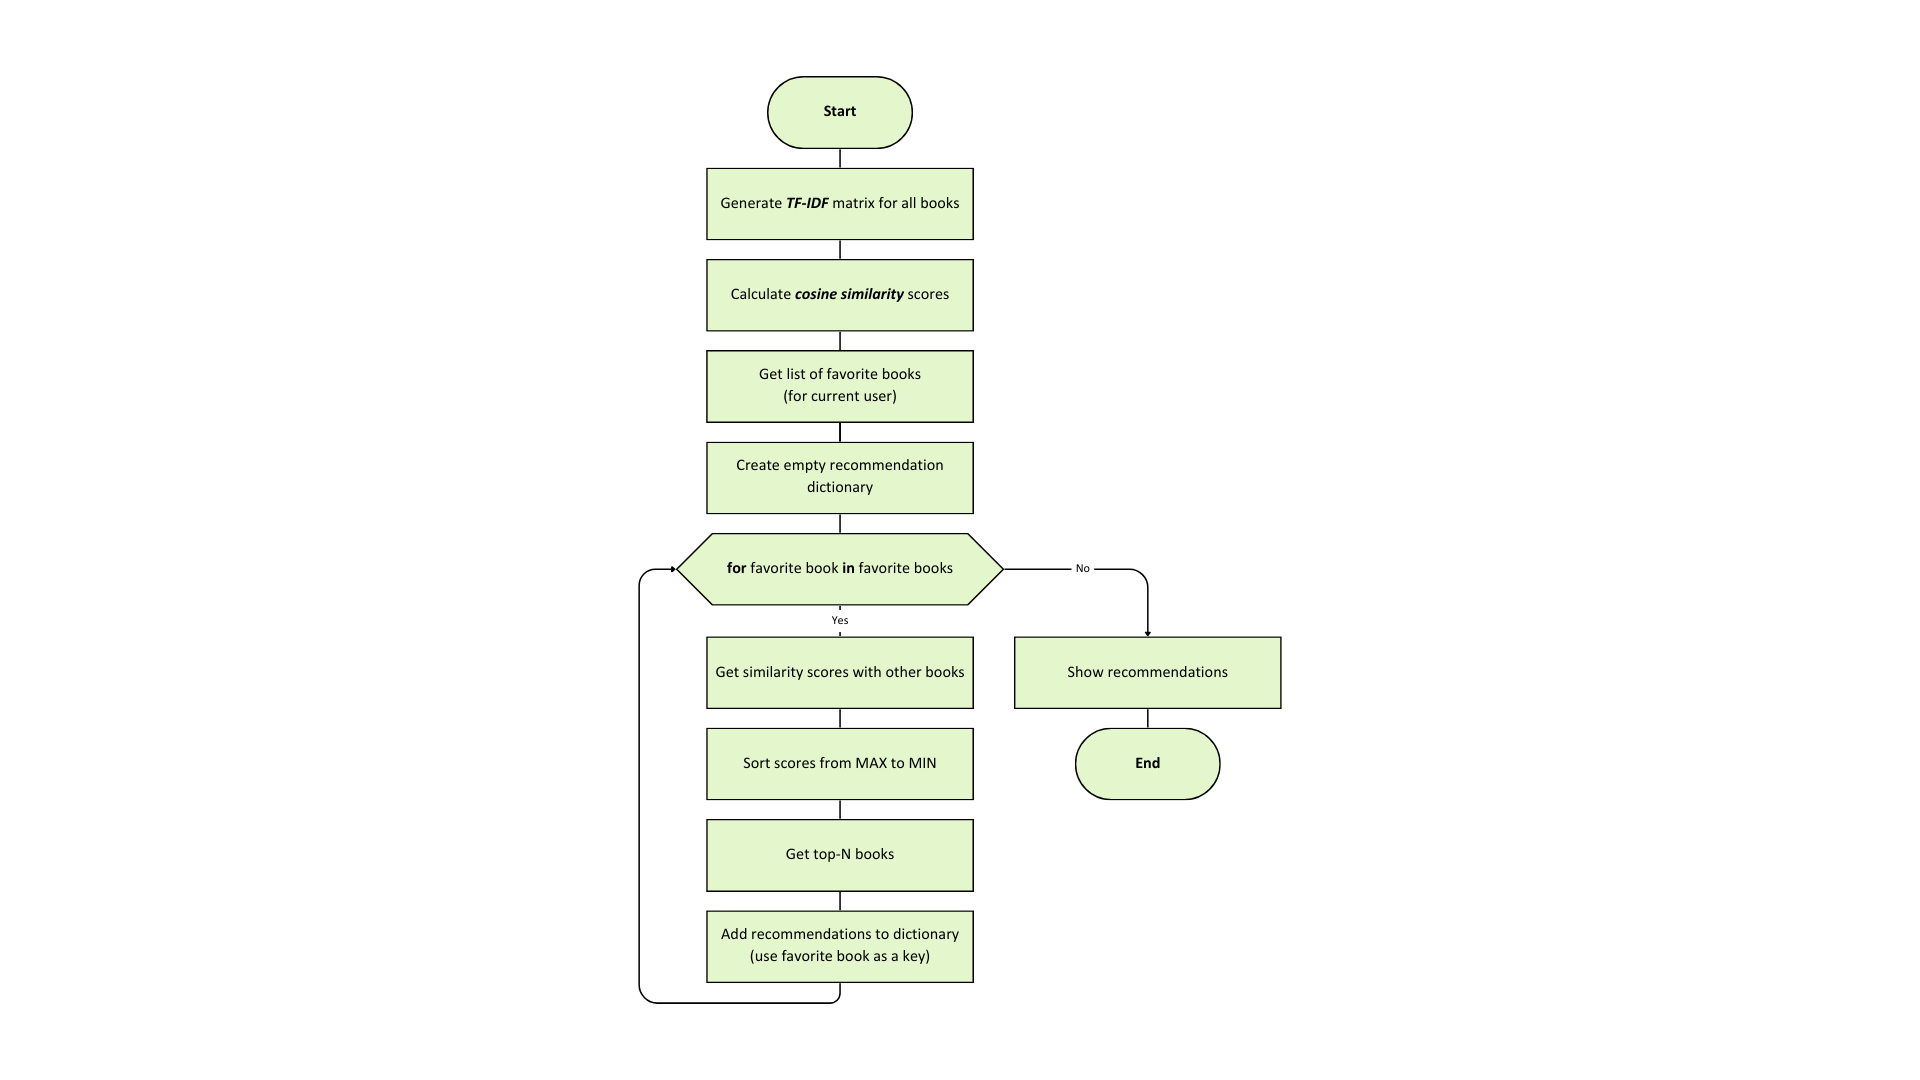 Start
Generate TF-IDF matrix for all books
Calculate cosine similarity scores
Get list of favorite books
(for current user)
Create empty recommendation
dictionary
for favorite book in favorite books
No
Yes
Get similarity scores with other books
Show recommendations
Sort scores from MAX to MIN
End
Get top-N books
Add recommendations to dictionary
(use favorite book as a key)